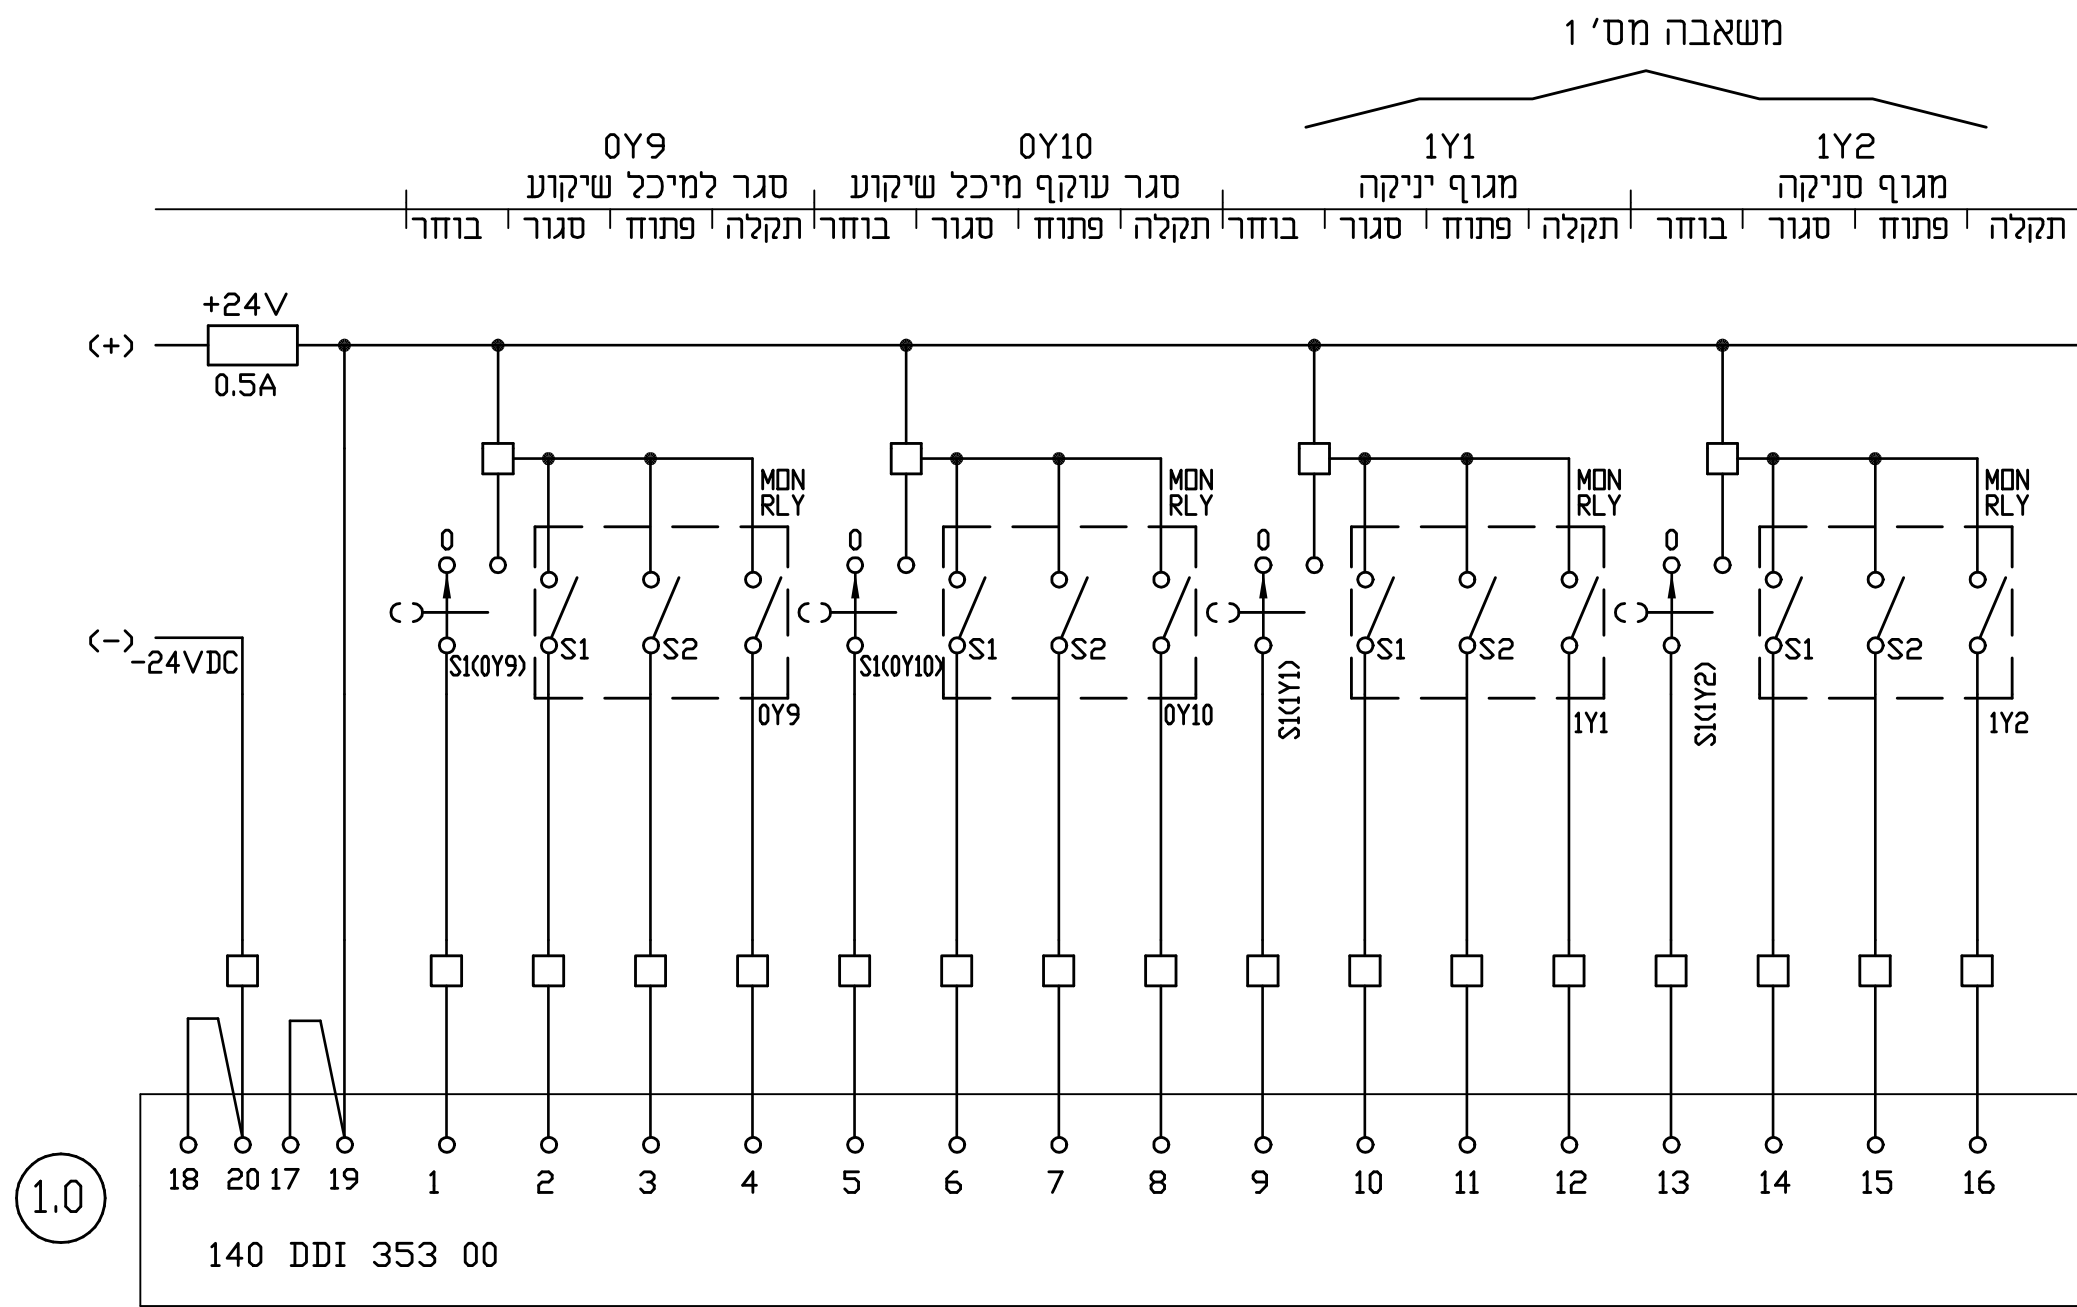 משאבה מס' 1
0Y9 0Y10 1Y1 1Y2
סגר למיכל שיקוע סגר עוקף מיכל שיקוע מגוף יניקה מגוף סניקה
בוחר סגור פתוח תקלה בוחר סגור פתוח תקלה בוחר סגור פתוח תקלה בוחר סגור פתוח תקלה
+24V
(+)
0.5A
MON MON MON MON
RLY RLY RLY RLY
0 0 0 0
(-)
-24VDC
S1(0Y9) S1 S2 S1(0Y10) S1 S2 S1(1Y1) S1 S2 S1(1Y2) S1 S2
0Y9 0Y10 1Y1 1Y2
18 20 17 19 1 2 3 4 5 6 7 8 9 10 11 12 13 14 15 16
1.0
140 DDI 353 00